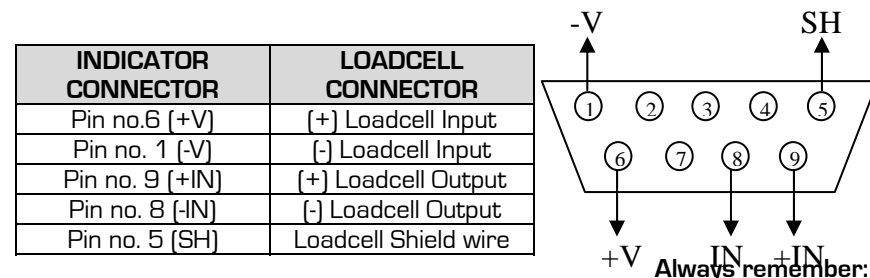 INDICATOR CONNECTOR LOADCELL CONNECTOR
Pin no.6 (+V) (+) Loadcell Input
Pin no. 1 (-V) (-) Loadcell Input
Pin no. 9 (+IN) (+) Loadcell Output
Pin no. 8 (-IN) (-) Loadcell Output
Pin no. 5 (SH) Loadcell Shield wire
-V SH
1 2 3 4 5
6 7 8 9
+V IN +IN
Always remember: